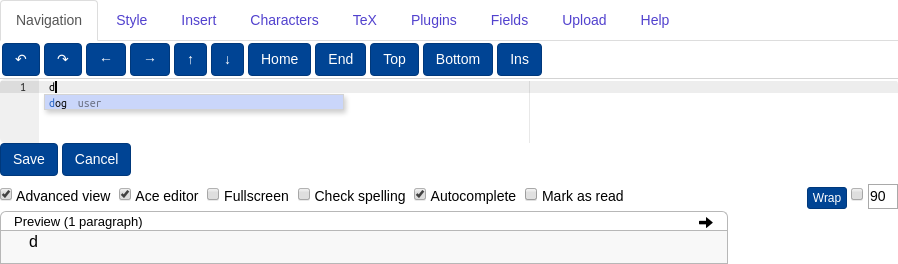 Navigation Style Insert Characters TeX Plugins Fields Upload Help
↶ ↷ ← → ↑ ↓ Home End Top Bottom Ins
1 d
dog user
Save Cancel
Advanced view Ace editor Fullscreen Check spelling Autocomplete Mark as read Wrap 90
Preview (1 paragraph)
d